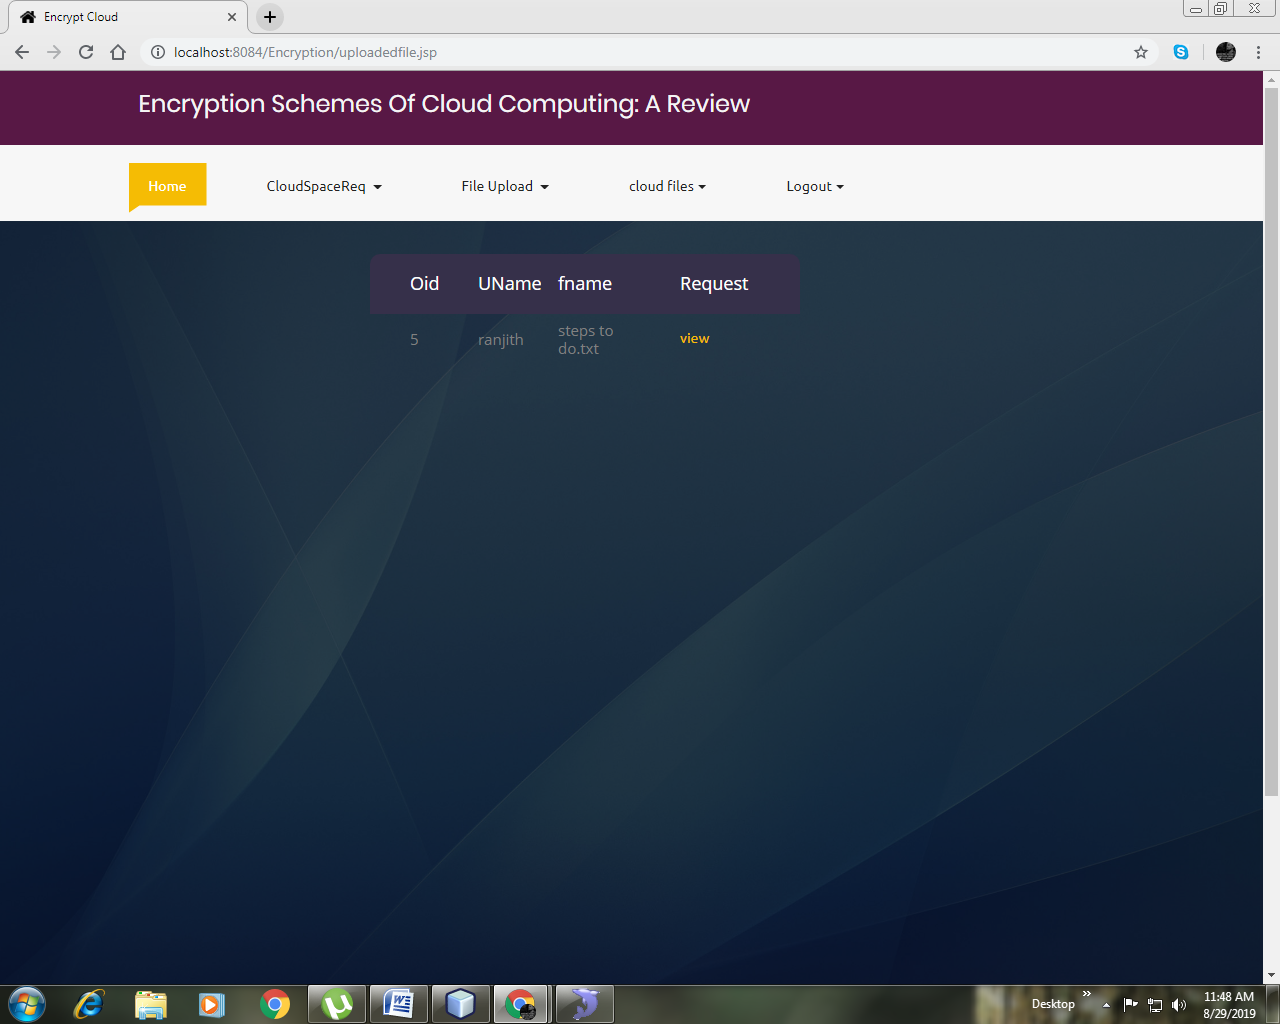 Encrypt Cloud
localhost:8084/Encryption/uploadedfile.jsp
Encryption Schemes Of Cloud Computing: A Review
Home CloudSpaceReq File Upload cloud files Logout
Oid UName fname Request
5 ranjith steps to do.txt view
Desktop
11:48 AM
8/29/2019